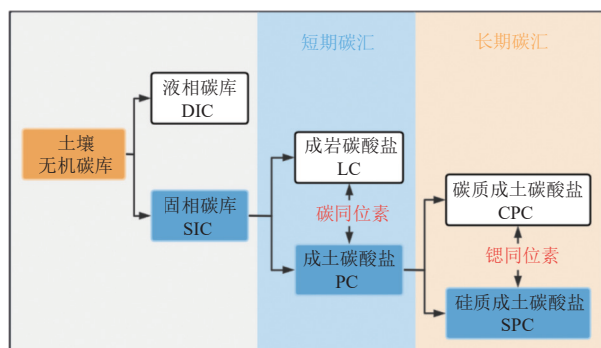 短期碳汇
长期碳汇
液相碳库
DIC
土壤
无机碳库
固相碳库
SIC
成岩碳酸盐
LC
碳同位素
成土碳酸盐
PC
碳质成土碳酸盐
CPC
锶同位素
硅质成土碳酸盐
SPC